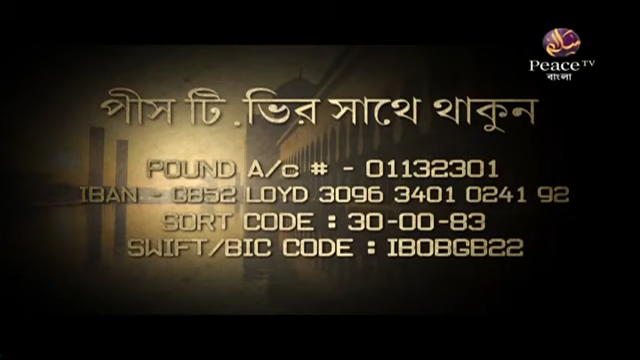 سلام
Peace TV
বাংলা
পীস টি .ভির সাথে থাকুন
POUND A/c # - 01132301
IBAN - GB52 LOYD 3096 3401 0241 92
SORT CODE : 30-00-83
SWIFT/BIC CODE : IBOBGB22